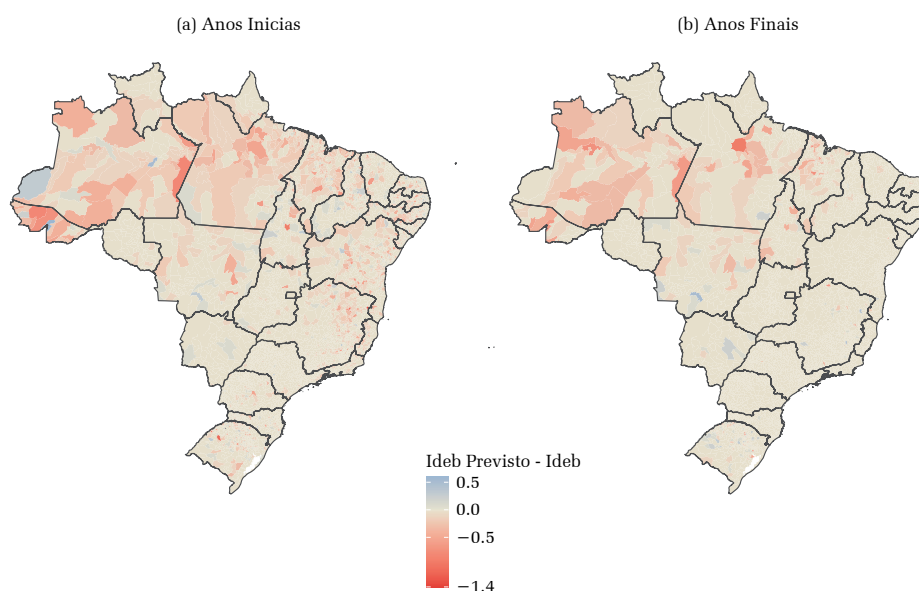 (a) Anos Inicias
(b) Anos Finais
Ideb Previsto - Ideb
0.5
0.0
−0.5
−1.4